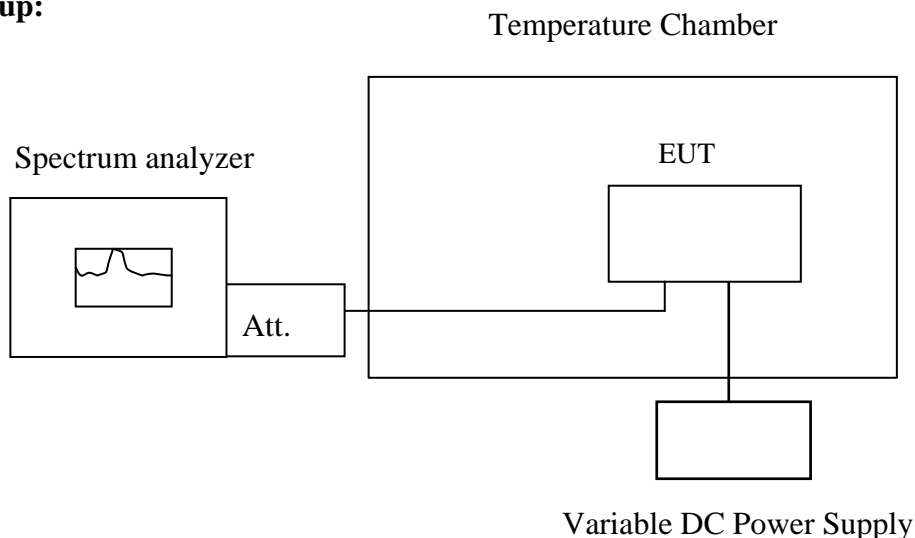 up:
Temperature Chamber
Spectrum analyzer
EUT
Att.
Variable DC Power Supply